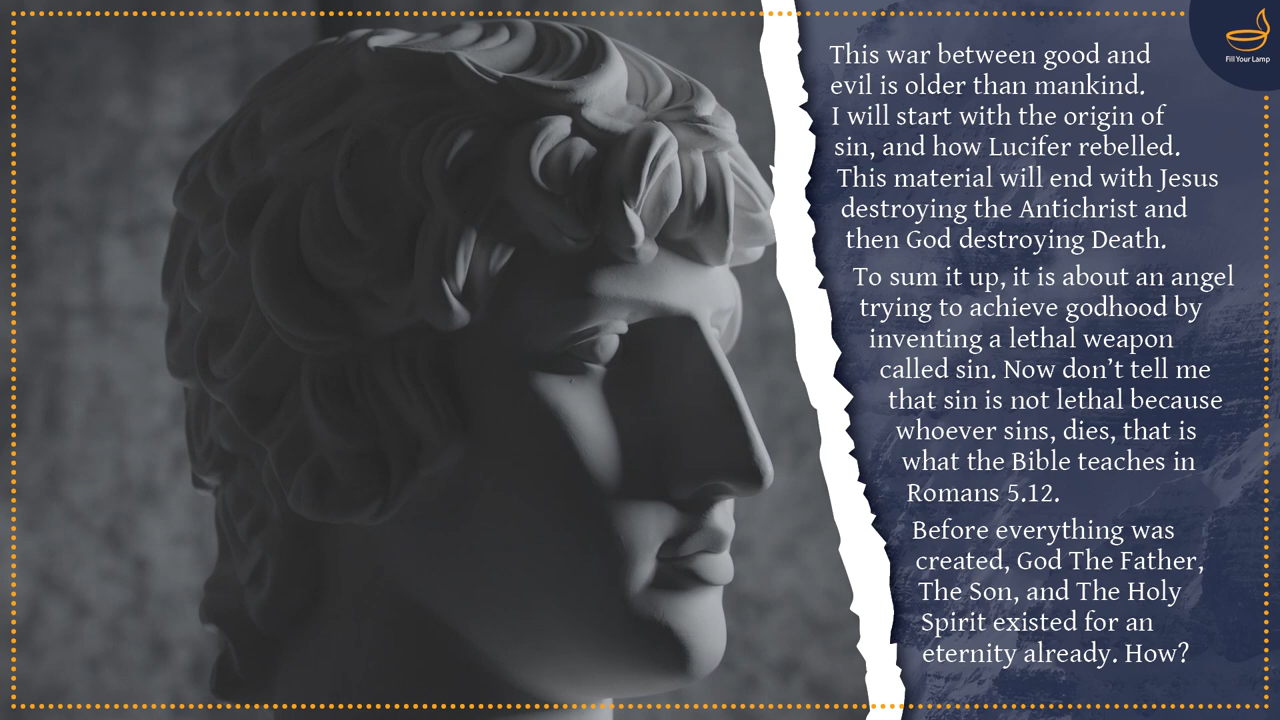 This war between good and
evil is older than mankind.
I will start with the origin of
sin, and how Lucifer rebelled.
This material will end with Jesus
destroying the Antichrist and
then God destroying Death.
To sum it up, it is about an angel
trying to achieve godhood by
inventing a lethal weapon
called sin. Now don’t tell me
that sin is not lethal because
whoever sins, dies, that is
what the Bible teaches in
Romans 5.12.
Before everything was
created, God The Father,
The Son, and The Holy
Spirit existed for an
eternity already. How?
Fill Your Lamp